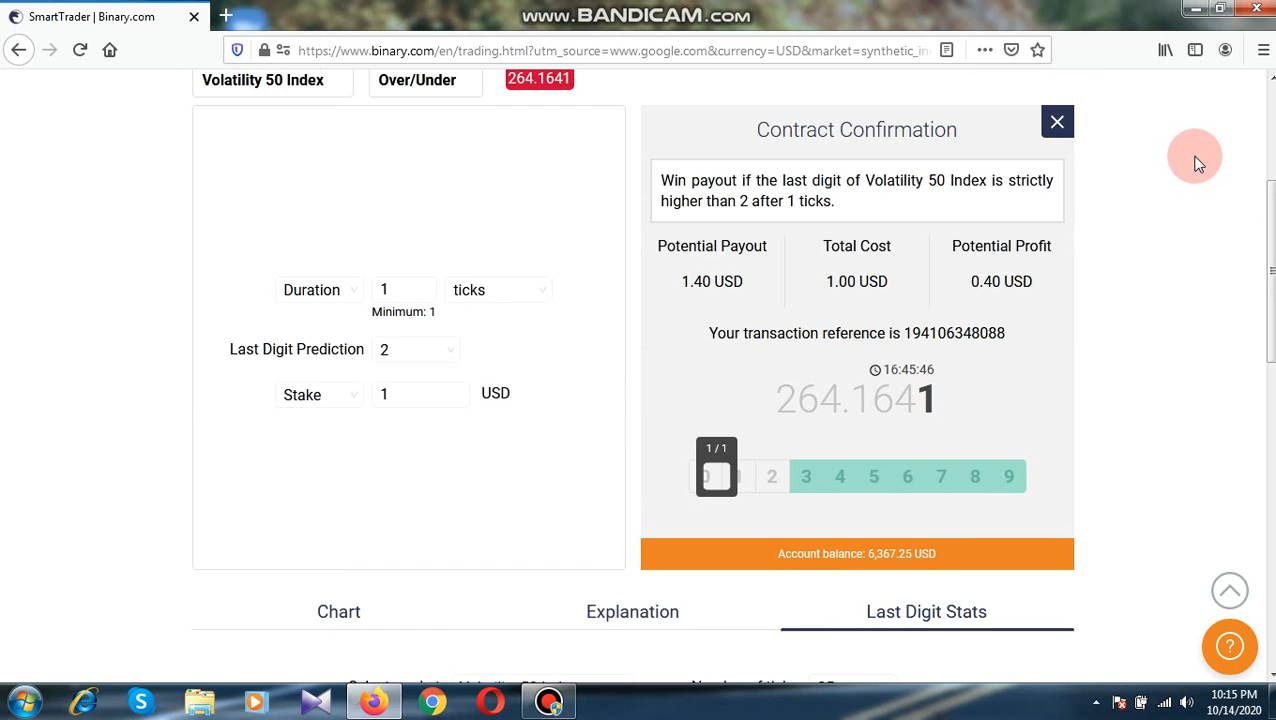 SmartTrader | Binary.com
www.BANDICAM.com
https://www.binary.com/en/trading.html?utm_source=www.google.com&currency=USD&market=synthetic_in
Volatility 50 Index
Over/Under
264.1641
Contract Confirmation
Win payout if the last digit of Volatility 50 Index is strictly
higher than 2 after 1 ticks.
Potential Payout
Total Cost
Potential Profit
1.40 USD
1.00 USD
0.40 USD
Duration
1
ticks
Minimum: 1
Your transaction reference is 194106348088
Last Digit Prediction
2
16:45:46
Stake
1
USD
264.1641
1 / 1
0 1 2 3 4 5 6 7 8 9
Account balance: 6,367.25 USD
Chart
Explanation
Last Digit Stats
10:15 PM
10/14/2020